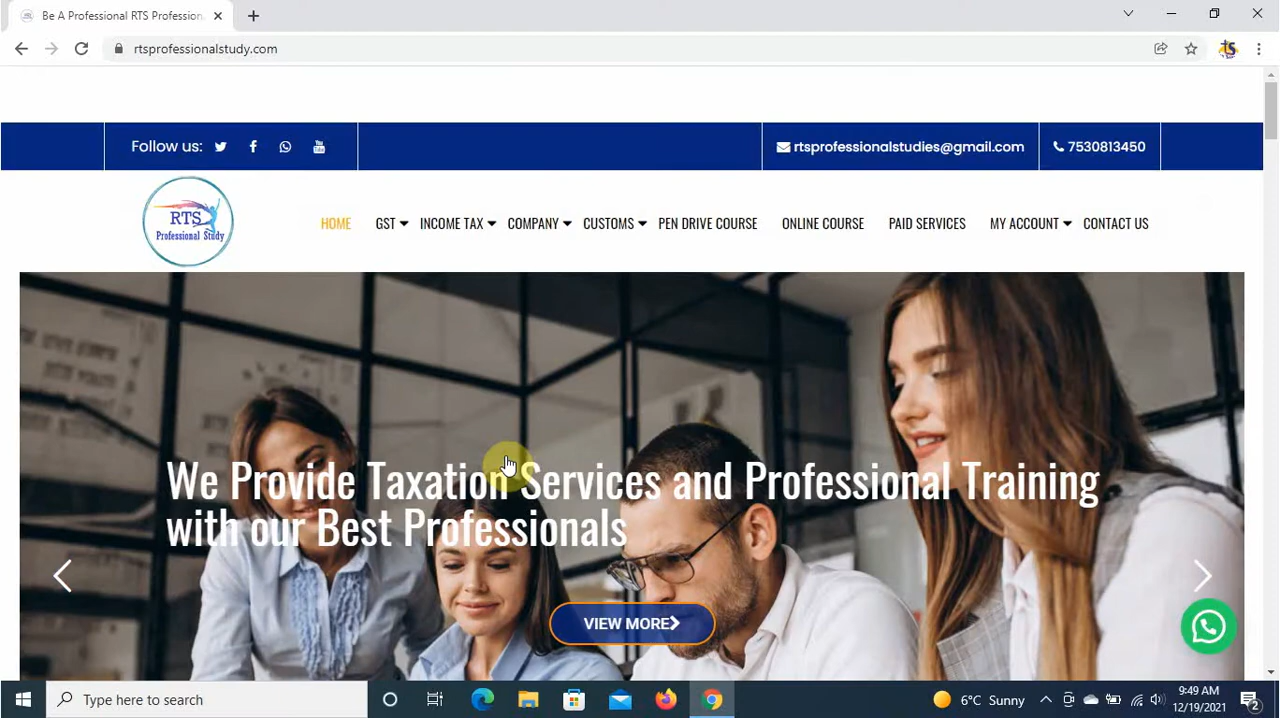 Be A Professional RTS Profession
rtsprofessionalstudy.com
Follow us:
rtsprofessionalstudies@gmail.com
7530813450
RTS
Professional Study
HOME GST INCOME TAX COMPANY CUSTOMS PEN DRIVE COURSE ONLINE COURSE PAID SERVICES MY ACCOUNT CONTACT US
We Provide Taxation Services and Professional Training
with our Best Professionals
VIEW MORE
Type here to search
6°C Sunny
9:49 AM
12/19/2021
2